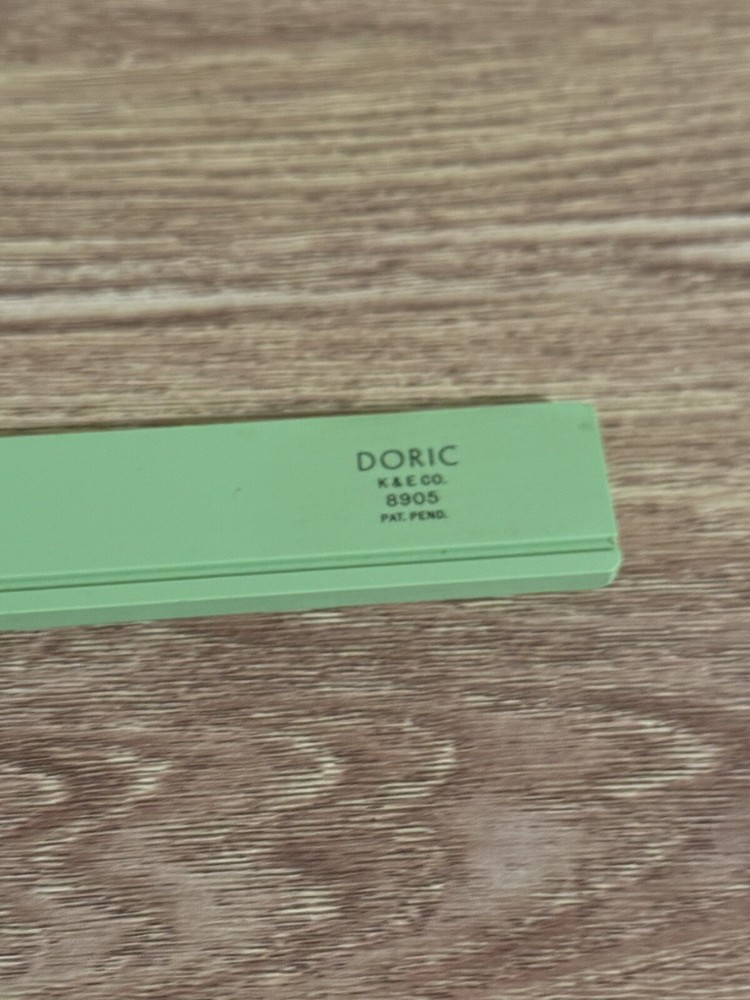 DORIC
K & E CO.
8905
PAT. PEND.